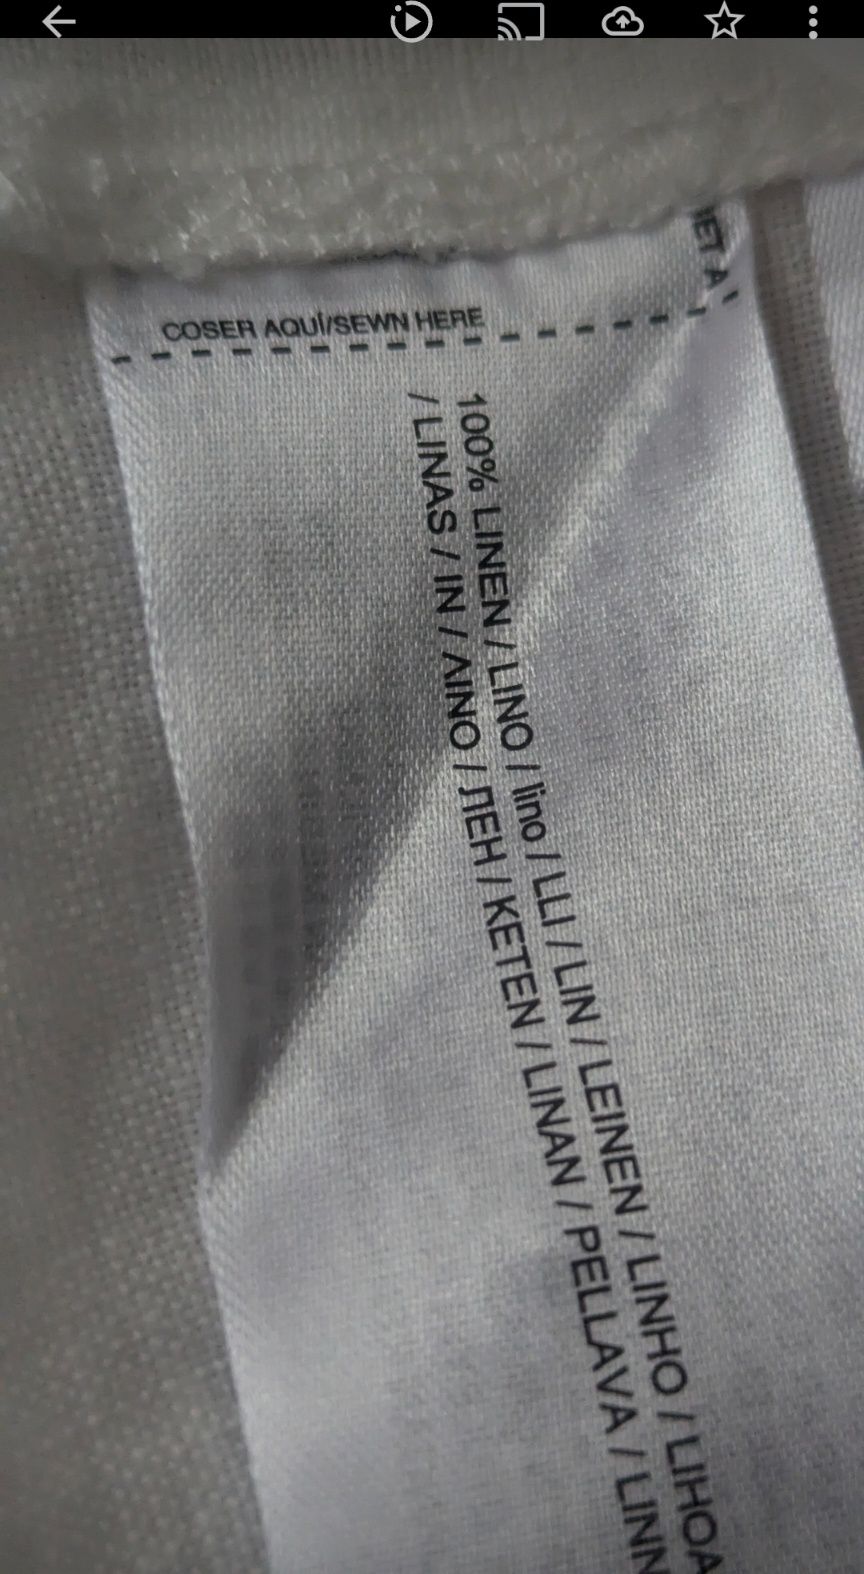 COSER AQUÍ/SEWN HERE
100% LINEN / LINO / lino / LLI / LIN / LEINEN / LINHO / LIHOA
/ LINAS / IN / ΛΙΝΟ / ЛЕН / KETEN / LINAN / PELLAVA / LINN